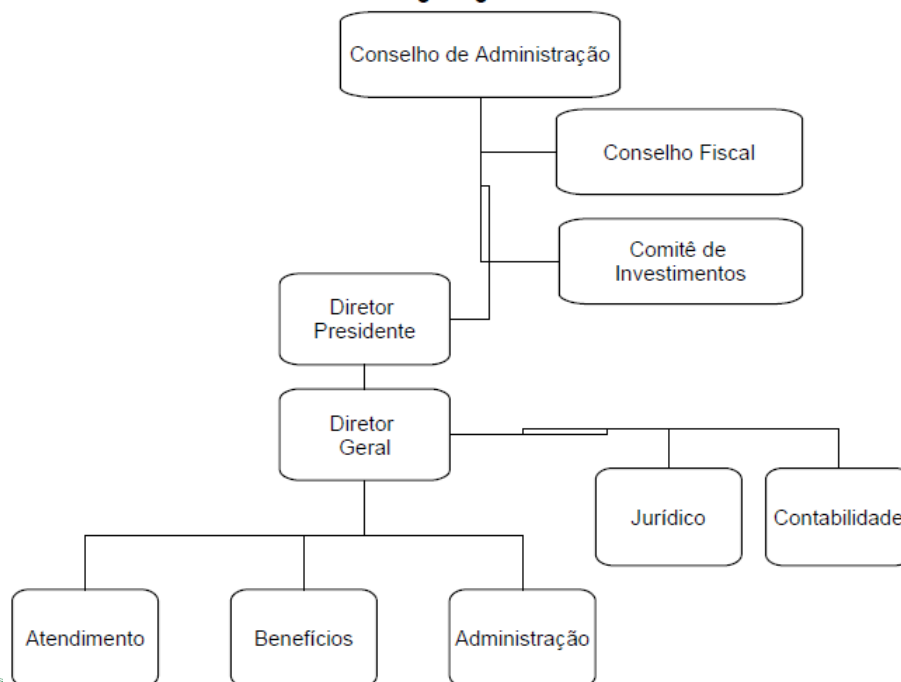 Conselho de Administração
Conselho Fiscal
Comitê de
Investimentos
Diretor
Presidente
Diretor
Geral
Jurídico
Contabilidade
Atendimento
Benefícios
Administração